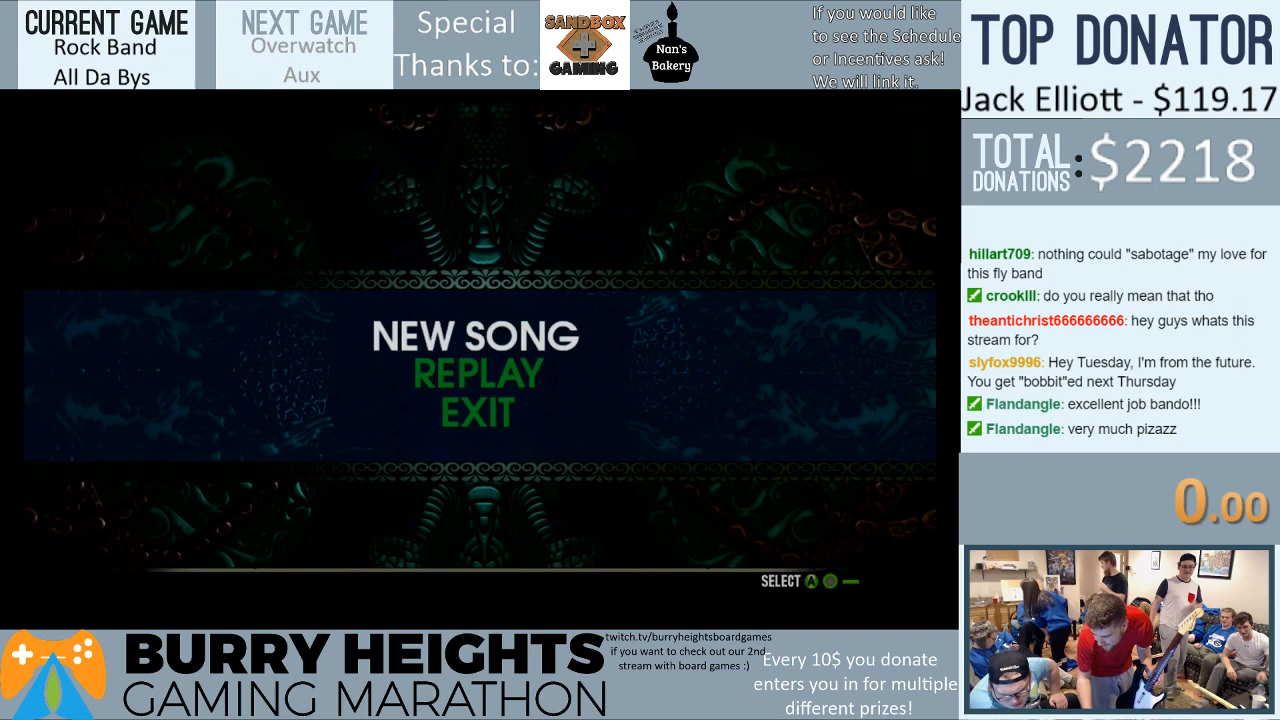 CURRENT GAME
Rock Band
All Da Bys
NEXT GAME
Overwatch
Aux
Special
Thanks to:
SANDBOX
GAMING
Nan's
Bakery
If you would like
to see the Schedule
or Incentives ask!
We will link it.
TOP DONATOR
Jack Elliott - $119.17
TOTAL
DONATIONS
: $2218
hillart709: nothing could "sabotage" my love for
this fly band
crooklll: do you really mean that tho
theantichrist666666666: hey guys whats this
stream for?
slyfox9996: Hey Tuesday, I'm from the future.
You get "bobbit"ed next Thursday
Flandangle: excellent job bando!!!
Flandangle: very much pizazz
0.00
NEW SONG
REPLAY
EXIT
SELECT A
BURRY HEIGHTS
GAMING MARATHON
twitch.tv/burryheightsboardgames
if you want to check out our 2nd
stream with board games :)
Every 10$ you donate
enters you in for multiple
different prizes!